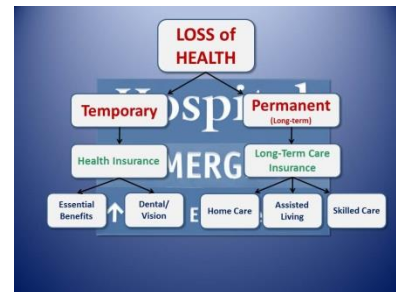 LOSS of
HEALTH
Temporary
Permanent
(Long-term)
Health Insurance
Long-Term Care
Insurance
Essential
Benefits
Dental/
Vision
Home Care
Assisted
Living
Skilled Care